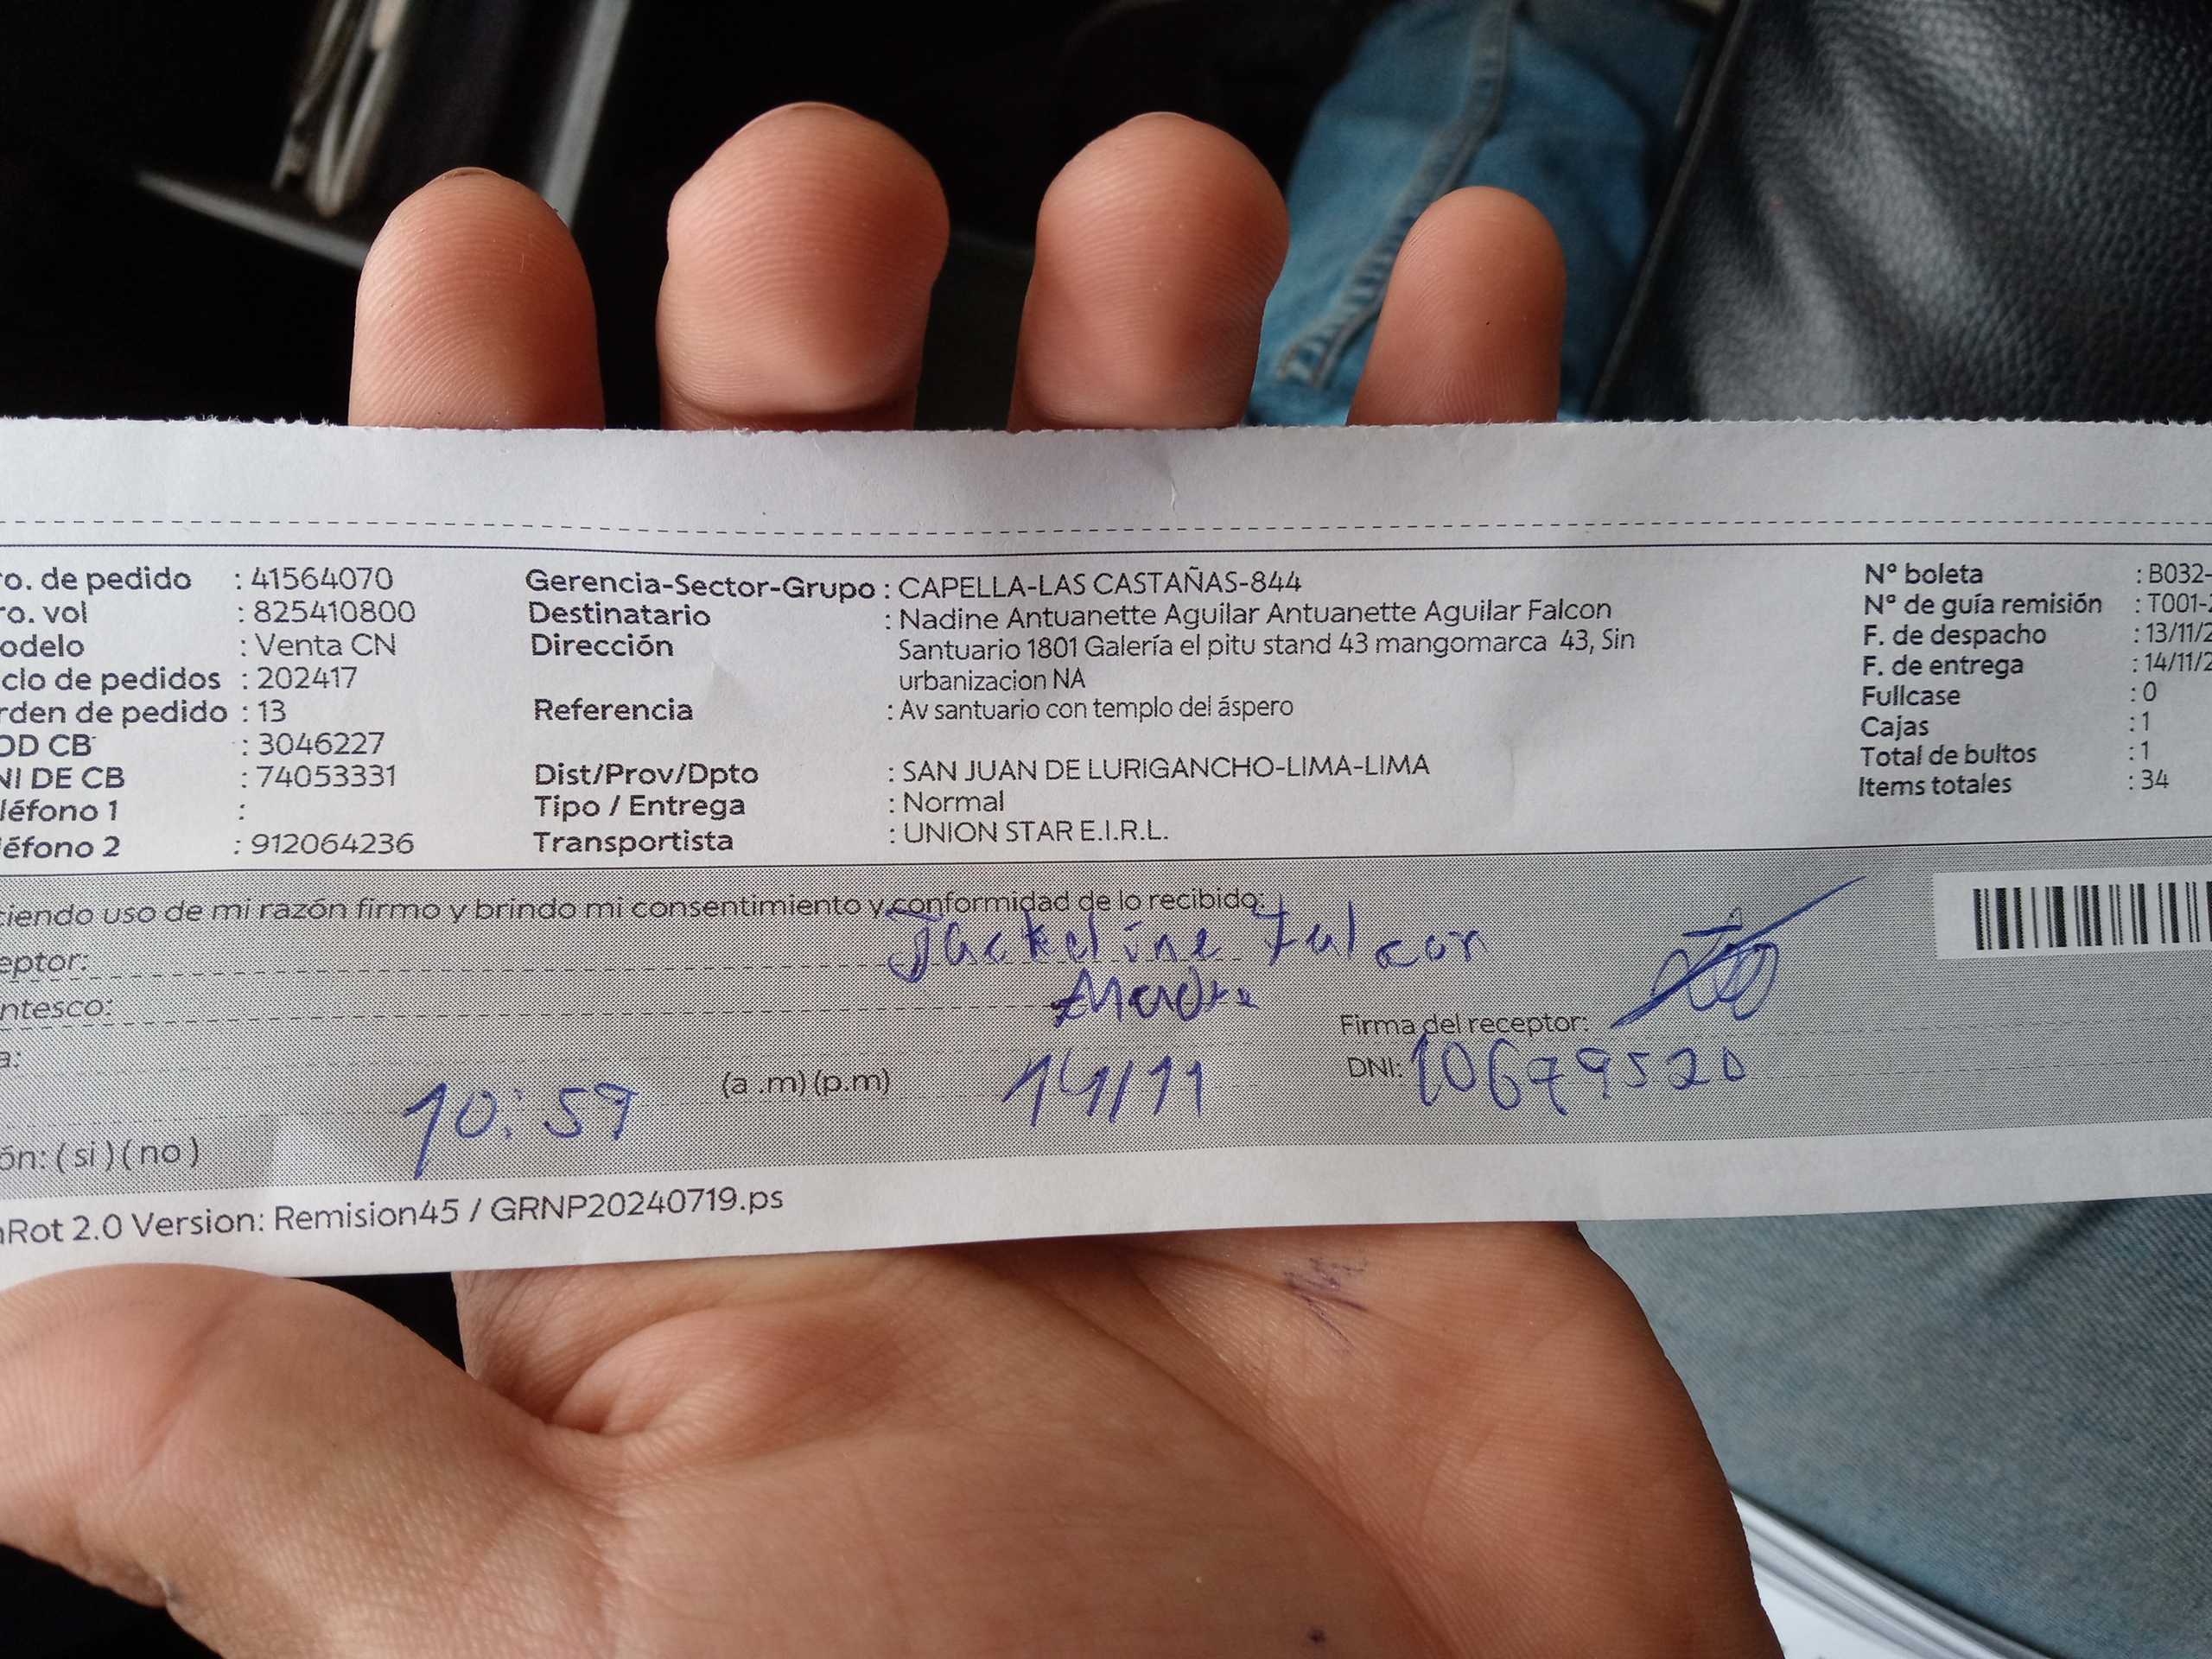 ro. de pedido : 41564070
ro. vol : 825410800
odelo : Venta CN
clo de pedidos : 202417
rden de pedido : 13
OD CB : 3046227
NI DE CB : 74053331
léfono 1 :
éfono 2 : 912064236
Gerencia-Sector-Grupo : CAPELLA-LAS CASTAÑAS-844
Destinatario : Nadine Antuanette Aguilar Antuanette Aguilar Falcon
Dirección Santuario 1801 Galería el pitu stand 43 mangomarca 43, Sin
urbanizacion NA
Referencia : Av santuario con templo del áspero
Dist/Prov/Dpto : SAN JUAN DE LURIGANCHO-LIMA-LIMA
Tipo / Entrega : Normal
Transportista : UNION STAR E.I.R.L.
N° boleta : B032-
N° de guía remisión : T001-2
F. de despacho : 13/11/2
F. de entrega : 14/11/2
Fullcase : 0
Cajas : 1
Total de bultos : 1
Items totales : 34
ciendo uso de mi razón firmo y brindo mi consentimiento y conformidad de lo recibido:
eptor: Jackeline Falcon
ntesco: Madre
Firma del receptor:
a: 10:59 (a .m) (p.m) 14/11 DNI: 10679520
ón: ( si ) ( no )
nRot 2.0 Version: Remision45 / GRNP20240719.ps